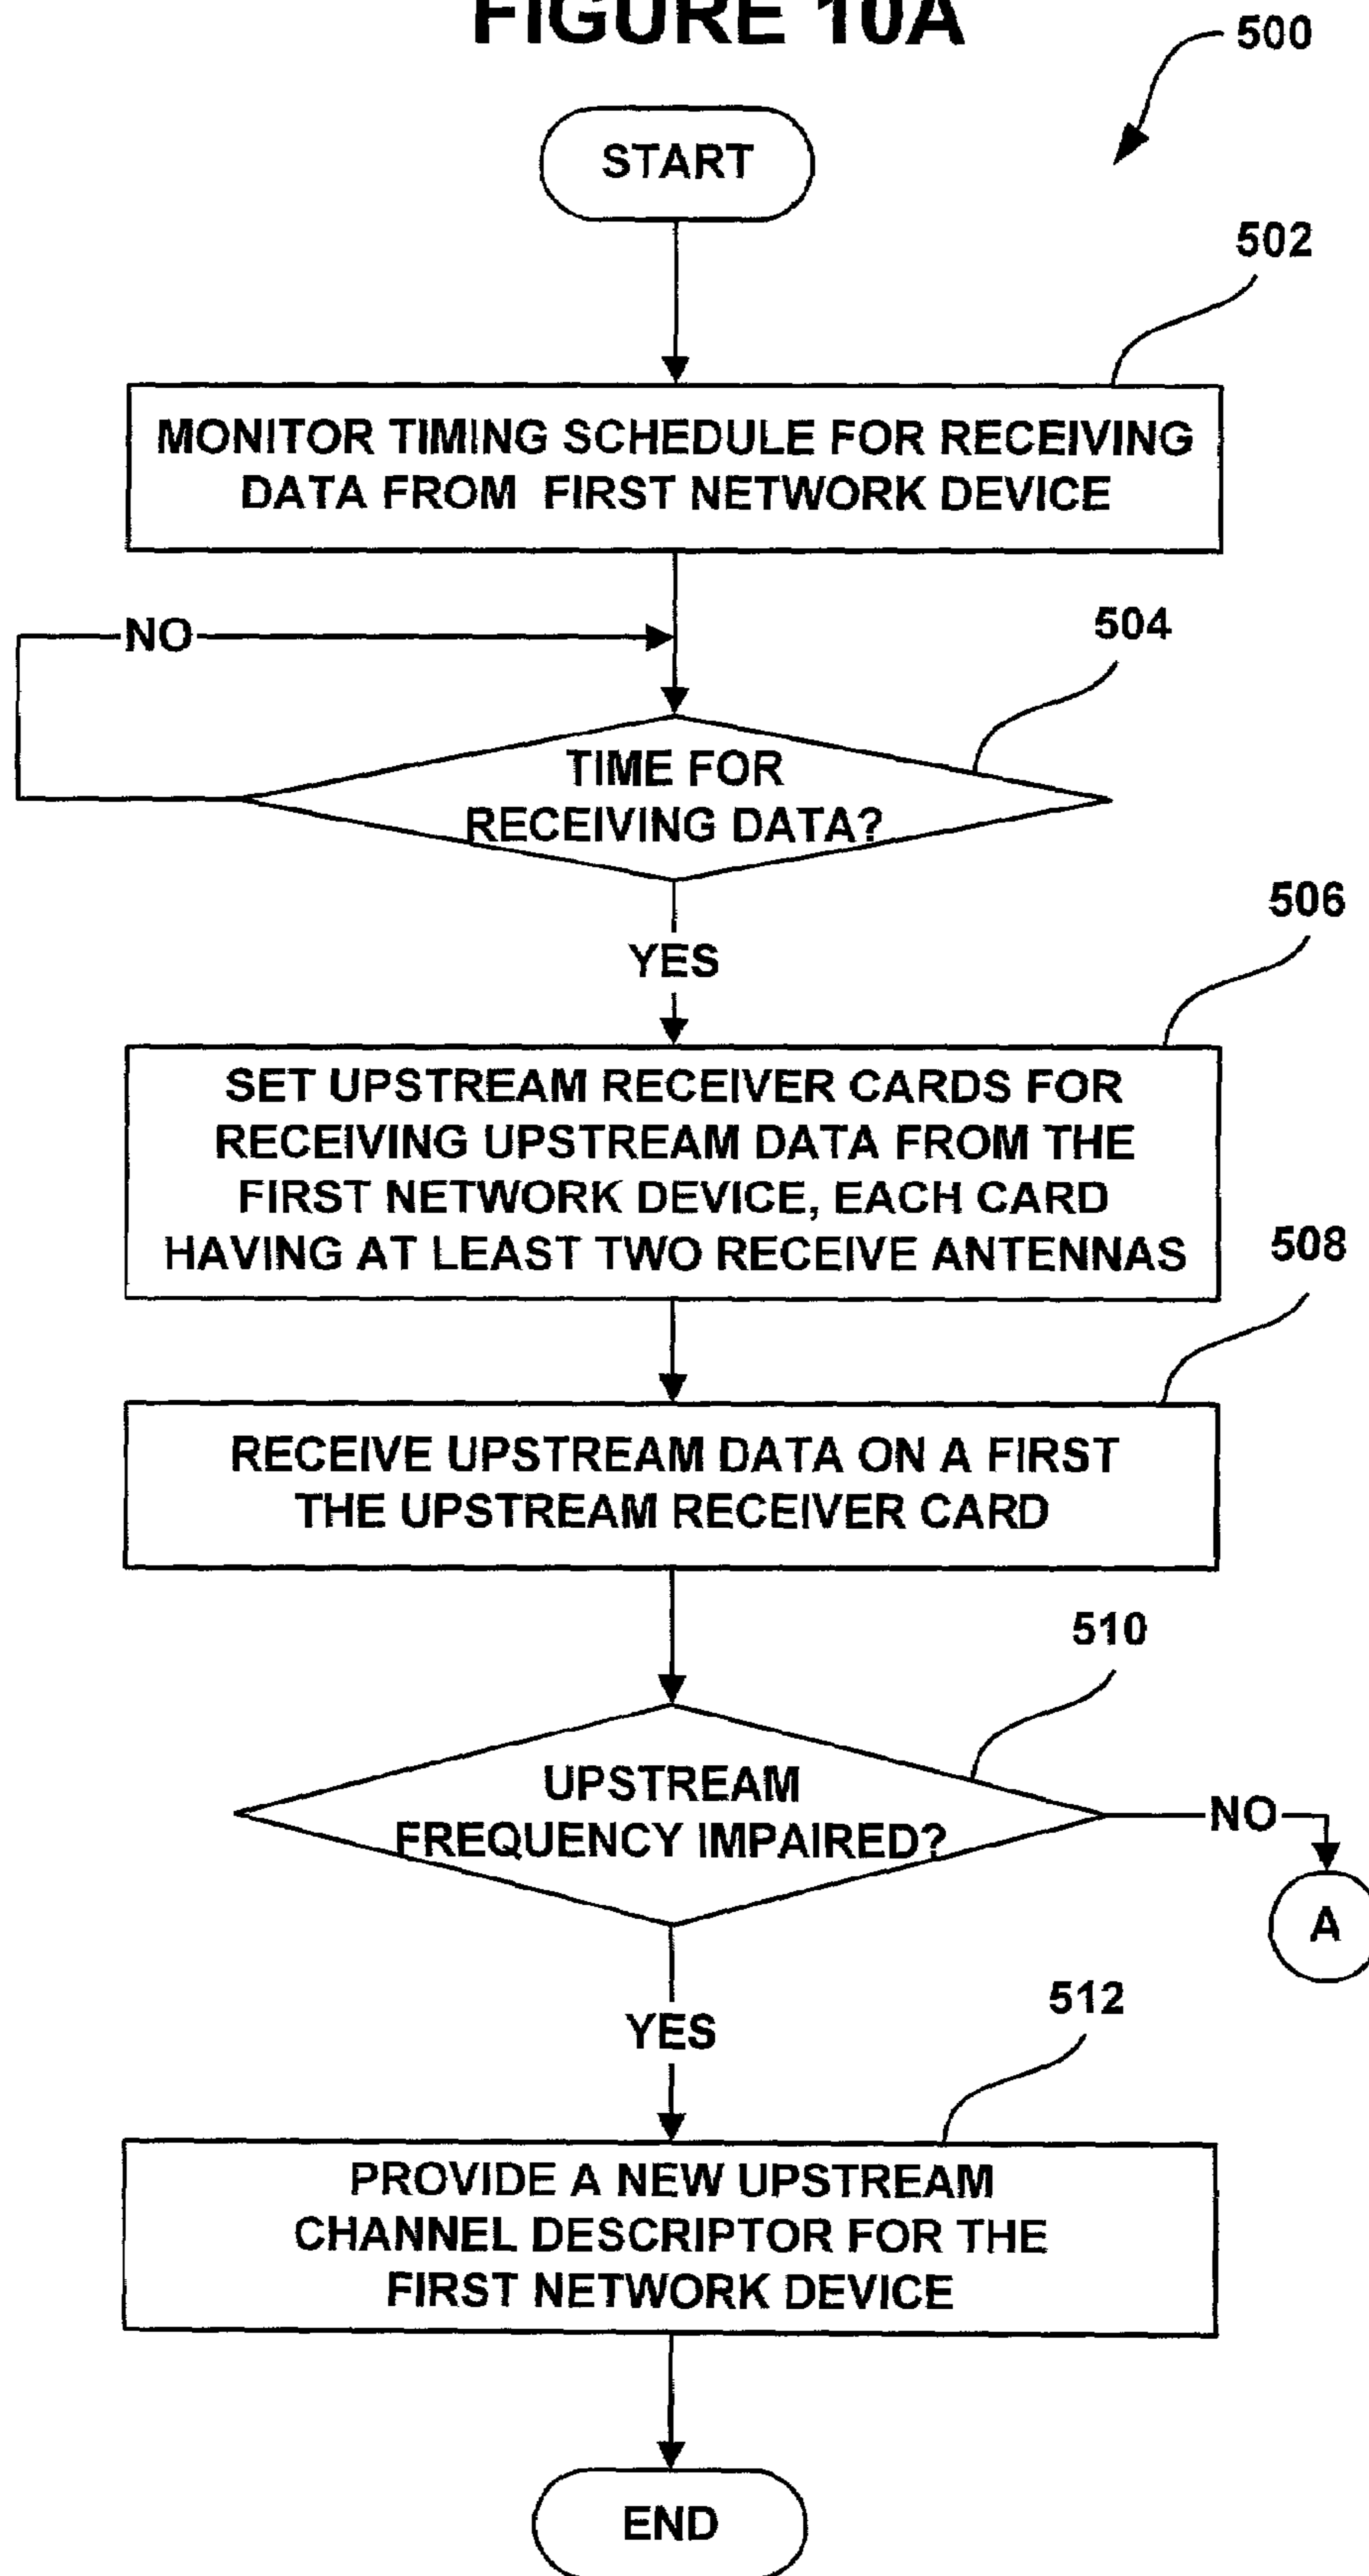 FIGURE 10A
500
START
502
MONITOR TIMING SCHEDULE FOR RECEIVING
DATA FROM FIRST NETWORK DEVICE
NO
504
TIME FOR
RECEIVING DATA?
506
YES
SET UPSTREAM RECEIVER CARDS FOR
RECEIVING UPSTREAM DATA FROM THE
FIRST NETWORK DEVICE, EACH CARD
HAVING AT LEAST TWO RECEIVE ANTENNAS
508
RECEIVE UPSTREAM DATA ON A FIRST
THE UPSTREAM RECEIVER CARD
510
UPSTREAM
FREQUENCY IMPAIRED?
NO
A
512
YES
PROVIDE A NEW UPSTREAM
CHANNEL DESCRIPTOR FOR THE
FIRST NETWORK DEVICE
END